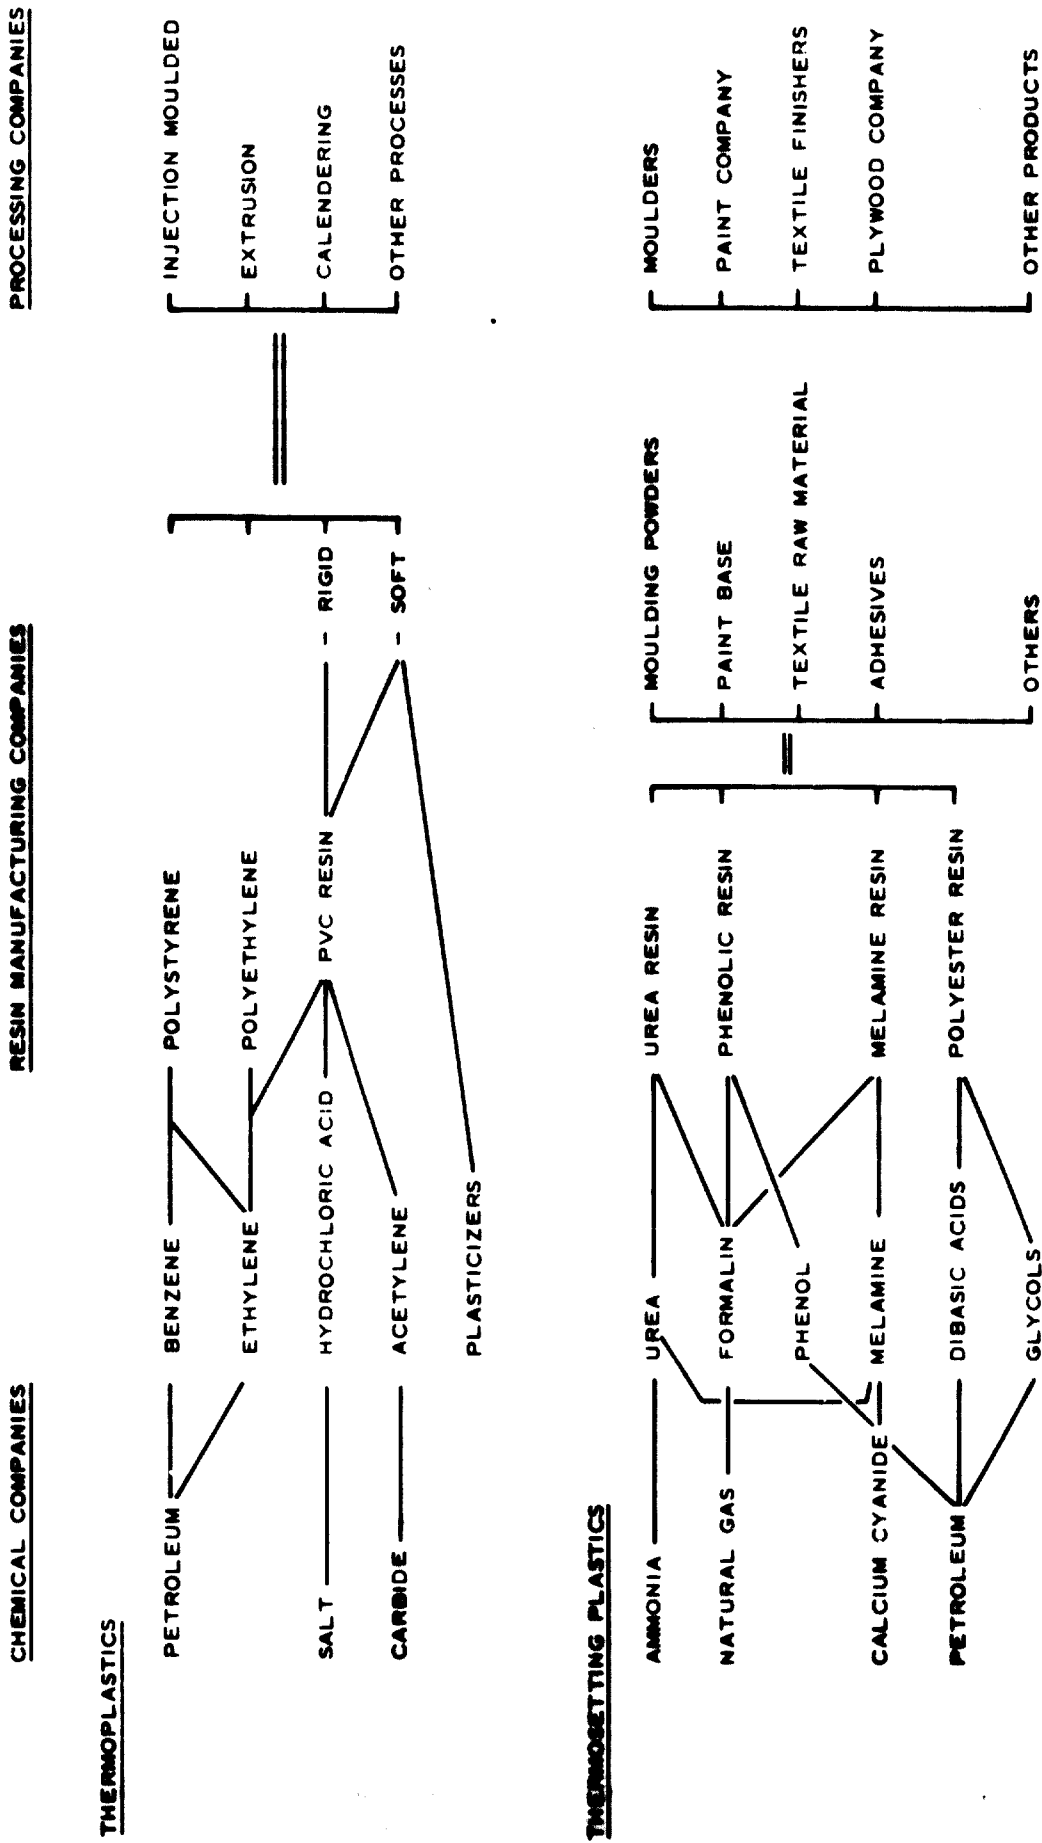 CHEMICAL COMPANIES
RESIN MANUFACTURING COMPANIES
PROCESSING COMPANIES
THERMOPLASTICS
PETROLEUM
BENZENE
POLYSTYRENE
INJECTION MOULDED
ETHYLENE
POLYETHYLENE
EXTRUSION
SALT
HYDROCHLORIC ACID
PVC RESIN
- RIGID
CALENDERING
CARBIDE
ACETYLENE
- SOFT
OTHER PROCESSES
PLASTICIZERS
THERMOSETTING PLASTICS
AMMONIA
UREA
UREA RESIN
MOULDING POWDERS
MOULDERS
NATURAL GAS
FORMALIN
PHENOLIC RESIN
PAINT BASE
PAINT COMPANY
PHENOL
TEXTILE RAW MATERIAL
TEXTILE FINISHERS
CALCIUM CYANIDE
MELAMINE
MELAMINE RESIN
ADHESIVES
PLYWOOD COMPANY
PETROLEUM
DIBASIC ACIDS
POLYESTER RESIN
GLYCOLS
OTHERS
OTHER PRODUCTS